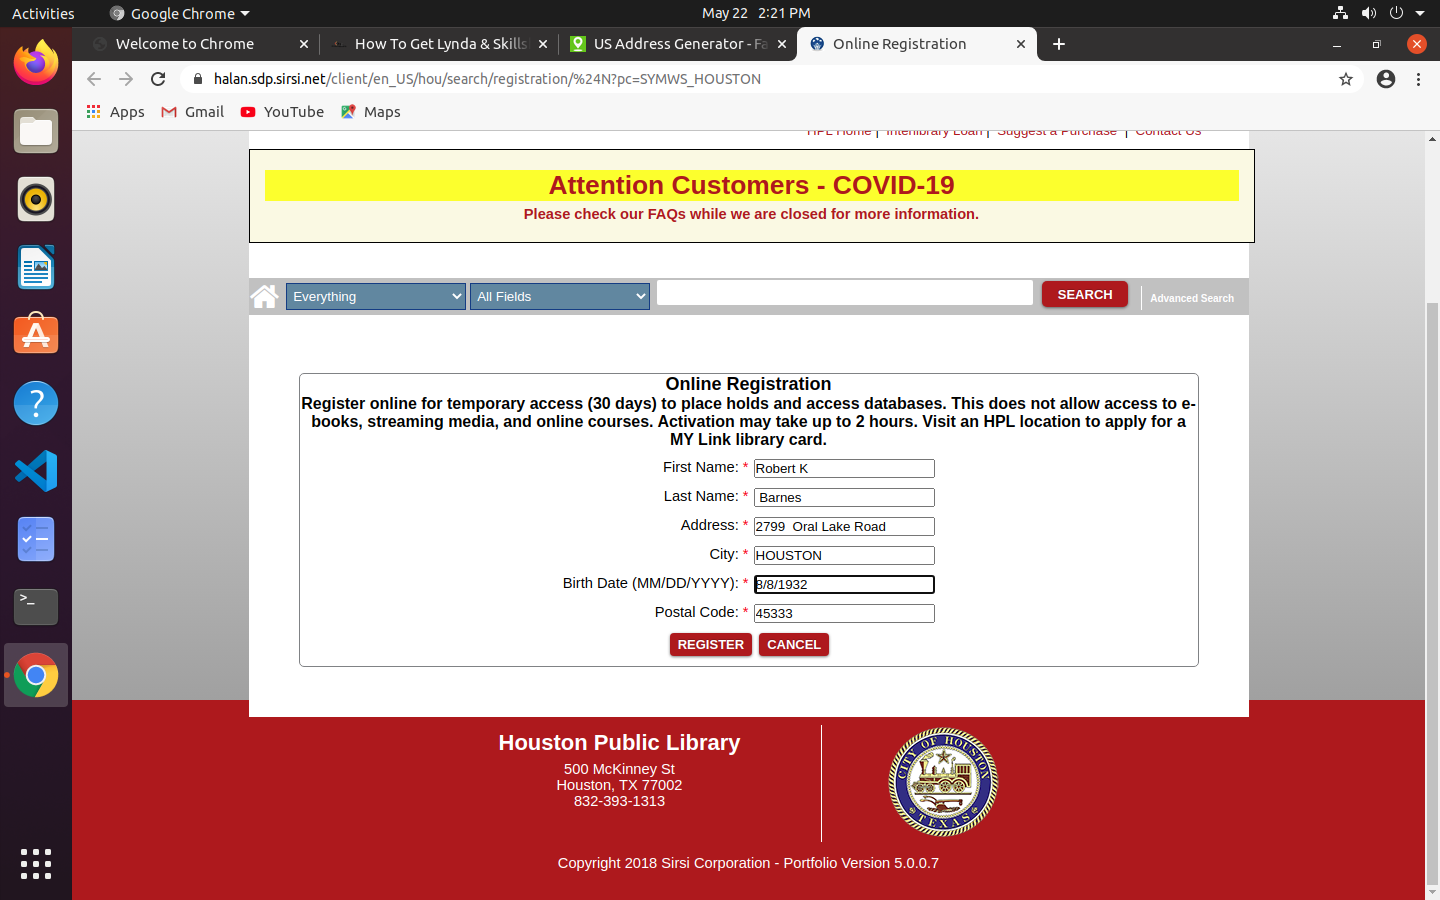 Activities
Google Chrome
May 22 2:21 PM
Welcome to Chrome
How To Get Lynda & Skills
US Address Generator - Fa
Online Registration
halan.sdp.sirsi.net/client/en_US/hou/search/registration/%24N?pc=SYMWS_HOUSTON
Apps
Gmail
YouTube
Maps
HPL Home | Interlibrary Loan | Suggest a Purchase | Contact Us
Attention Customers - COVID-19
Please check our FAQs while we are closed for more information.
Everything
All Fields
SEARCH
Advanced Search
Online Registration
Register online for temporary access (30 days) to place holds and access databases. This does not allow access to e-
books, streaming media, and online courses. Activation may take up to 2 hours. Visit an HPL location to apply for a
MY Link library card.
First Name: * Robert K
Last Name: * Barnes
Address: * 2799 Oral Lake Road
City: * HOUSTON
Birth Date (MM/DD/YYYY): * 8/8/1932
Postal Code: * 45333
REGISTER CANCEL
Houston Public Library
500 McKinney St
Houston, TX 77002
832-393-1313
CITY OF HOUSTON
TEXAS
Copyright 2018 Sirsi Corporation - Portfolio Version 5.0.0.7